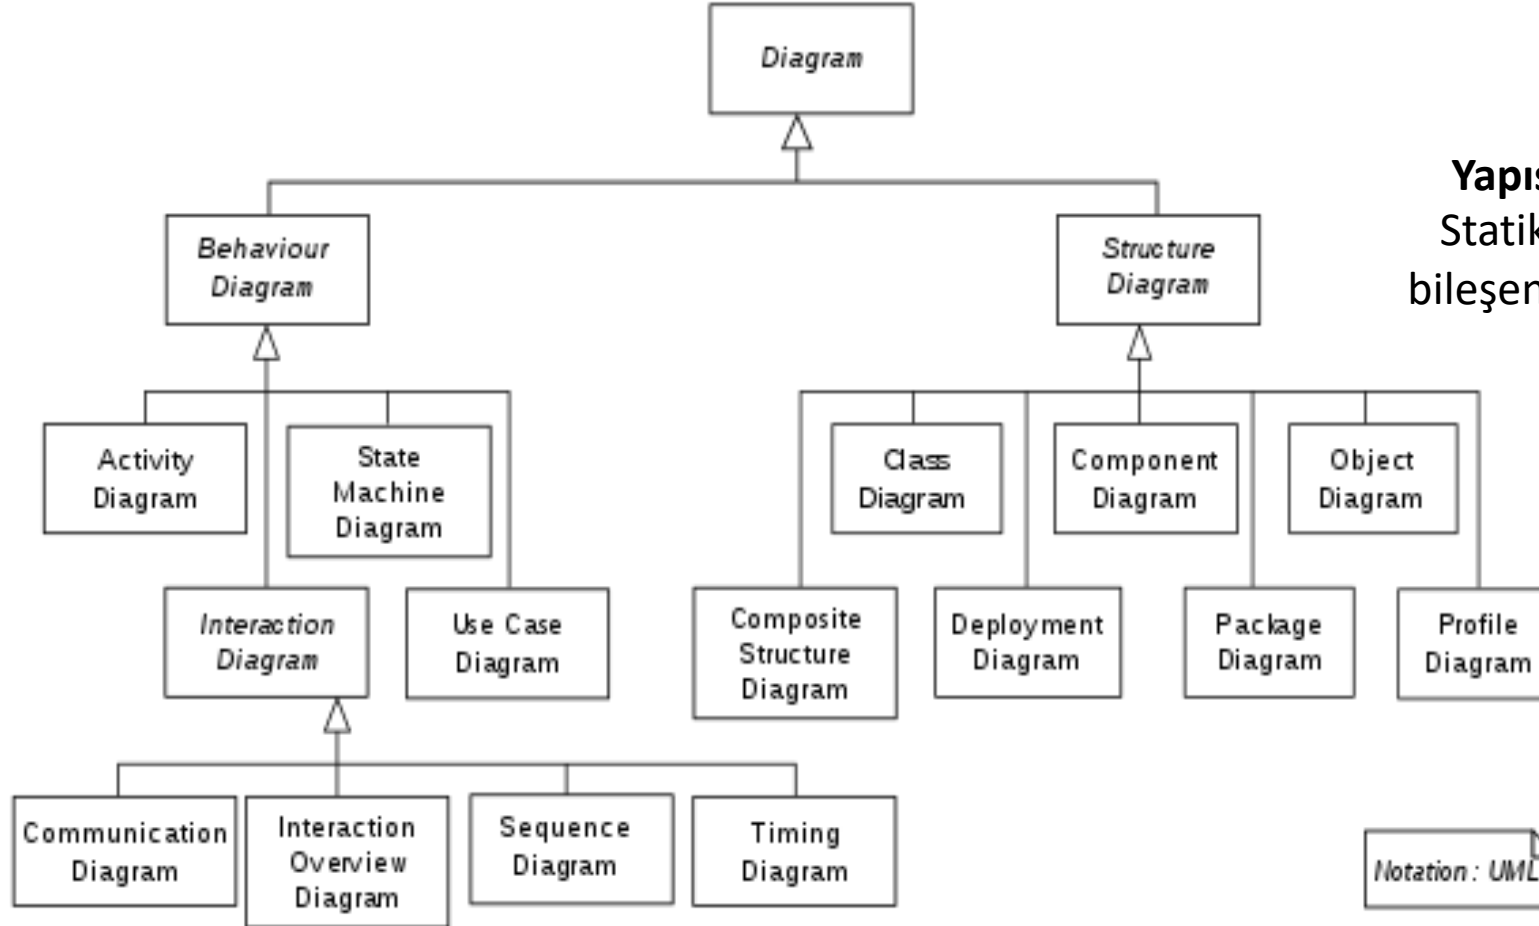 Diagram
Yapıs
Statik
bileşen
Behaviour
Diagram
Structure
Diagram
Activity
Diagram
State
Machine
Diagram
Class
Diagram
Component
Diagram
Object
Diagram
Interaction
Diagram
Use Case
Diagram
Composite
Structure
Diagram
Deployment
Diagram
Package
Diagram
Profile
Diagram
Communication
Diagram
Interaction
Overview
Diagram
Sequence
Diagram
Timing
Diagram
Notation : UML